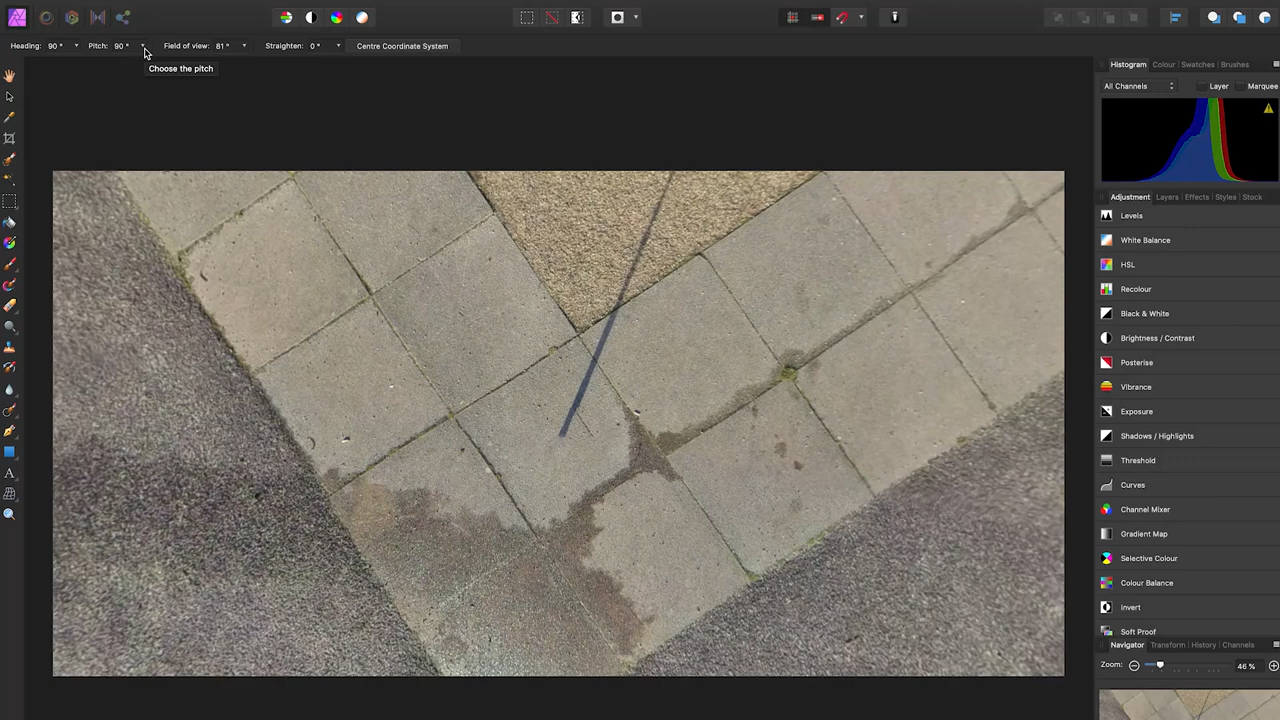 Heading: 90 ° Pitch: 90 ° Field of view: 81 ° Straighten: 0 ° Centre Coordinate System
Choose the pitch
Histogram Colour Swatches Brushes
All Channels Layer Marquee
Adjustment Layers Effects Styles Stock
Levels
White Balance
HSL
Recolour
Black & White
Brightness / Contrast
Posterise
Vibrance
Exposure
Shadows / Highlights
Threshold
Curves
Channel Mixer
Gradient Map
Selective Colour
Colour Balance
Invert
Soft Proof
Navigator Transform History Channels
Zoom: 46 %